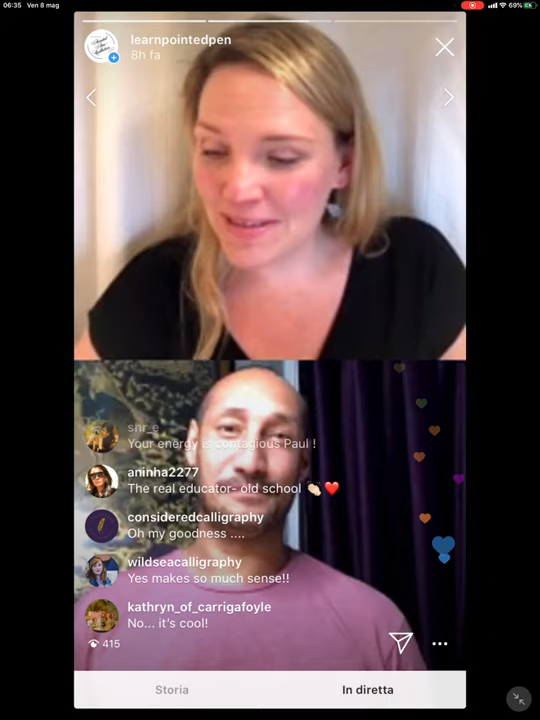 06:35 Ven 8 mag
69%
learnpointedpen
8h fa
shr_e
Your energy is contagious Paul !
aninha2277
The real educator- old school 👏🏻❤️
consideredcalligraphy
Oh my goodness ....
wildseacalligraphy
Yes makes so much sense!!
kathryn_of_carrigafoyle
No... it's cool!
415
Storia
In diretta